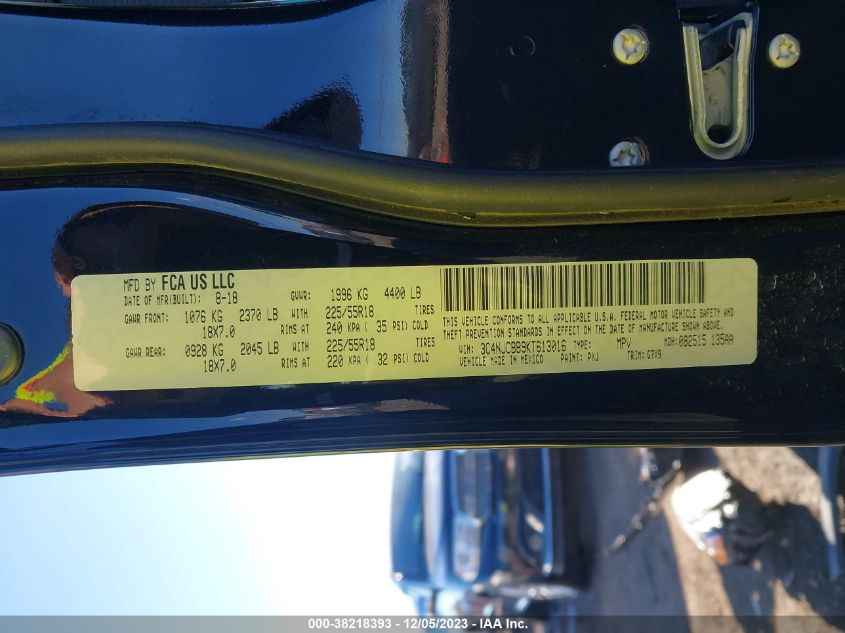 MFD BY FCA US LLC
DATE OF MFR(BUILT): 8-18 GVWR: 1996 KG 4400 LB
GAWR FRONT: 1076 KG 2370 LB WITH 225/55R18 TIRES
18X7.0 RIMS AT 240 KPA ( 35 PSI) COLD
GAWR REAR: 0928 KG 2045 LB WITH 225/55R18 TIRES
18X7.0 RIMS AT 220 KPA ( 32 PSI) COLD
THIS VEHICLE CONFORMS TO ALL APPLICABLE U.S.A. FEDERAL MOTOR VEHICLE SAFETY AND
THEFT PREVENTION STANDARDS IN EFFECT ON THE DATE OF MANUFACTURE SHOWN ABOVE.
VIN: 3C4NJCBB9KT613016 TYPE: MPV MDH: 082515 135AA
VEHICLE MADE IN MEXICO PAINT: PXJ TRIM: G7X9
000-38218393 - 12/05/2023 - IAA Inc.